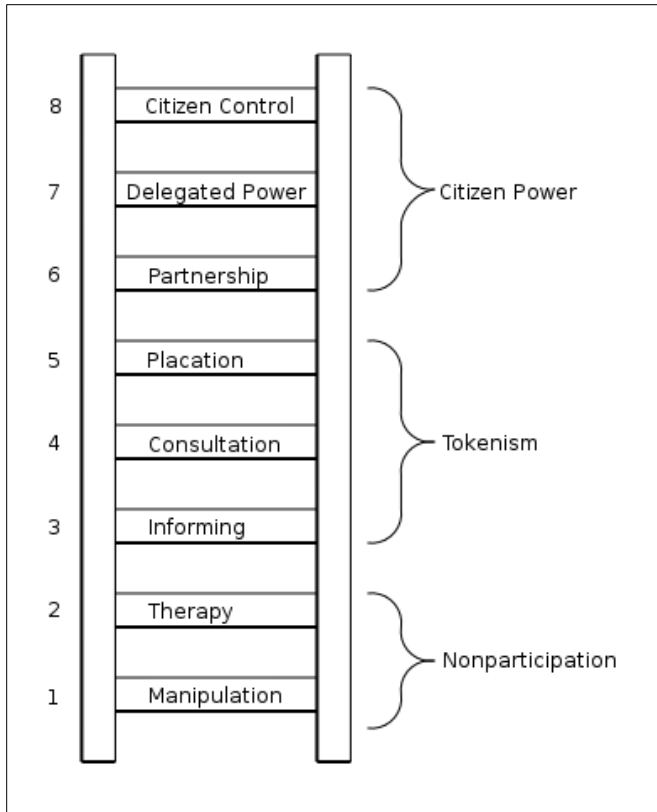 8 Citizen Control
7 Delegated Power
Citizen Power
6 Partnership
5 Placation
4 Consultation
Tokenism
3 Informing
2 Therapy
Nonparticipation
1 Manipulation